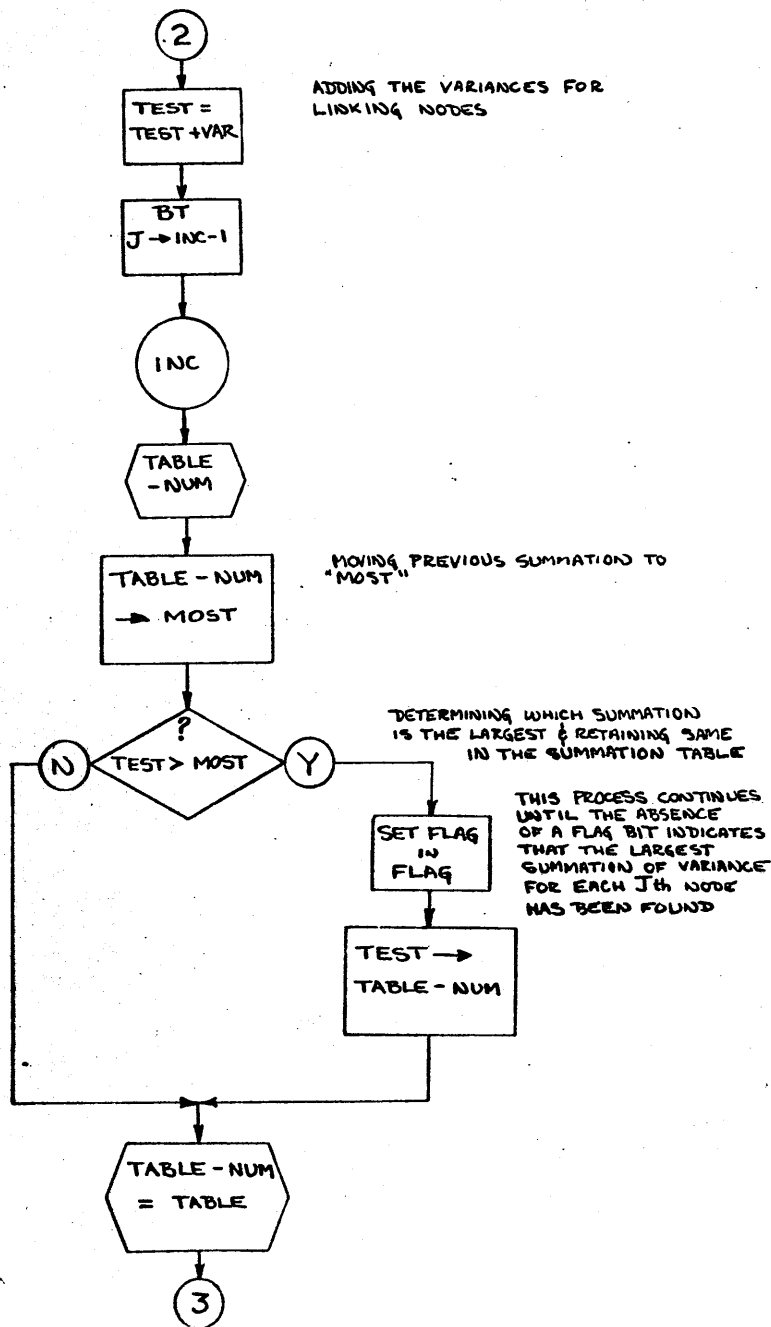 2
TEST =
TEST +VAR
ADDING THE VARIANCES FOR
LINKING NODES
BT
J → INC-1
INC
TABLE
-NUM
TABLE - NUM
→ MOST
MOVING PREVIOUS SUMMATION TO
"MOST"
?
N
TEST > MOST
Y
DETERMINING WHICH SUMMATION
IS THE LARGEST & RETAINING SAME
IN THE SUMMATION TABLE
SET FLAG
IN
FLAG
THIS PROCESS CONTINUES
UNTIL THE ABSENCE
OF A FLAG BIT INDICATES
THAT THE LARGEST
SUMMATION OF VARIANCE
FOR EACH Jth NODE
HAS BEEN FOUND
TEST →
TABLE - NUM
TABLE - NUM
= TABLE
3